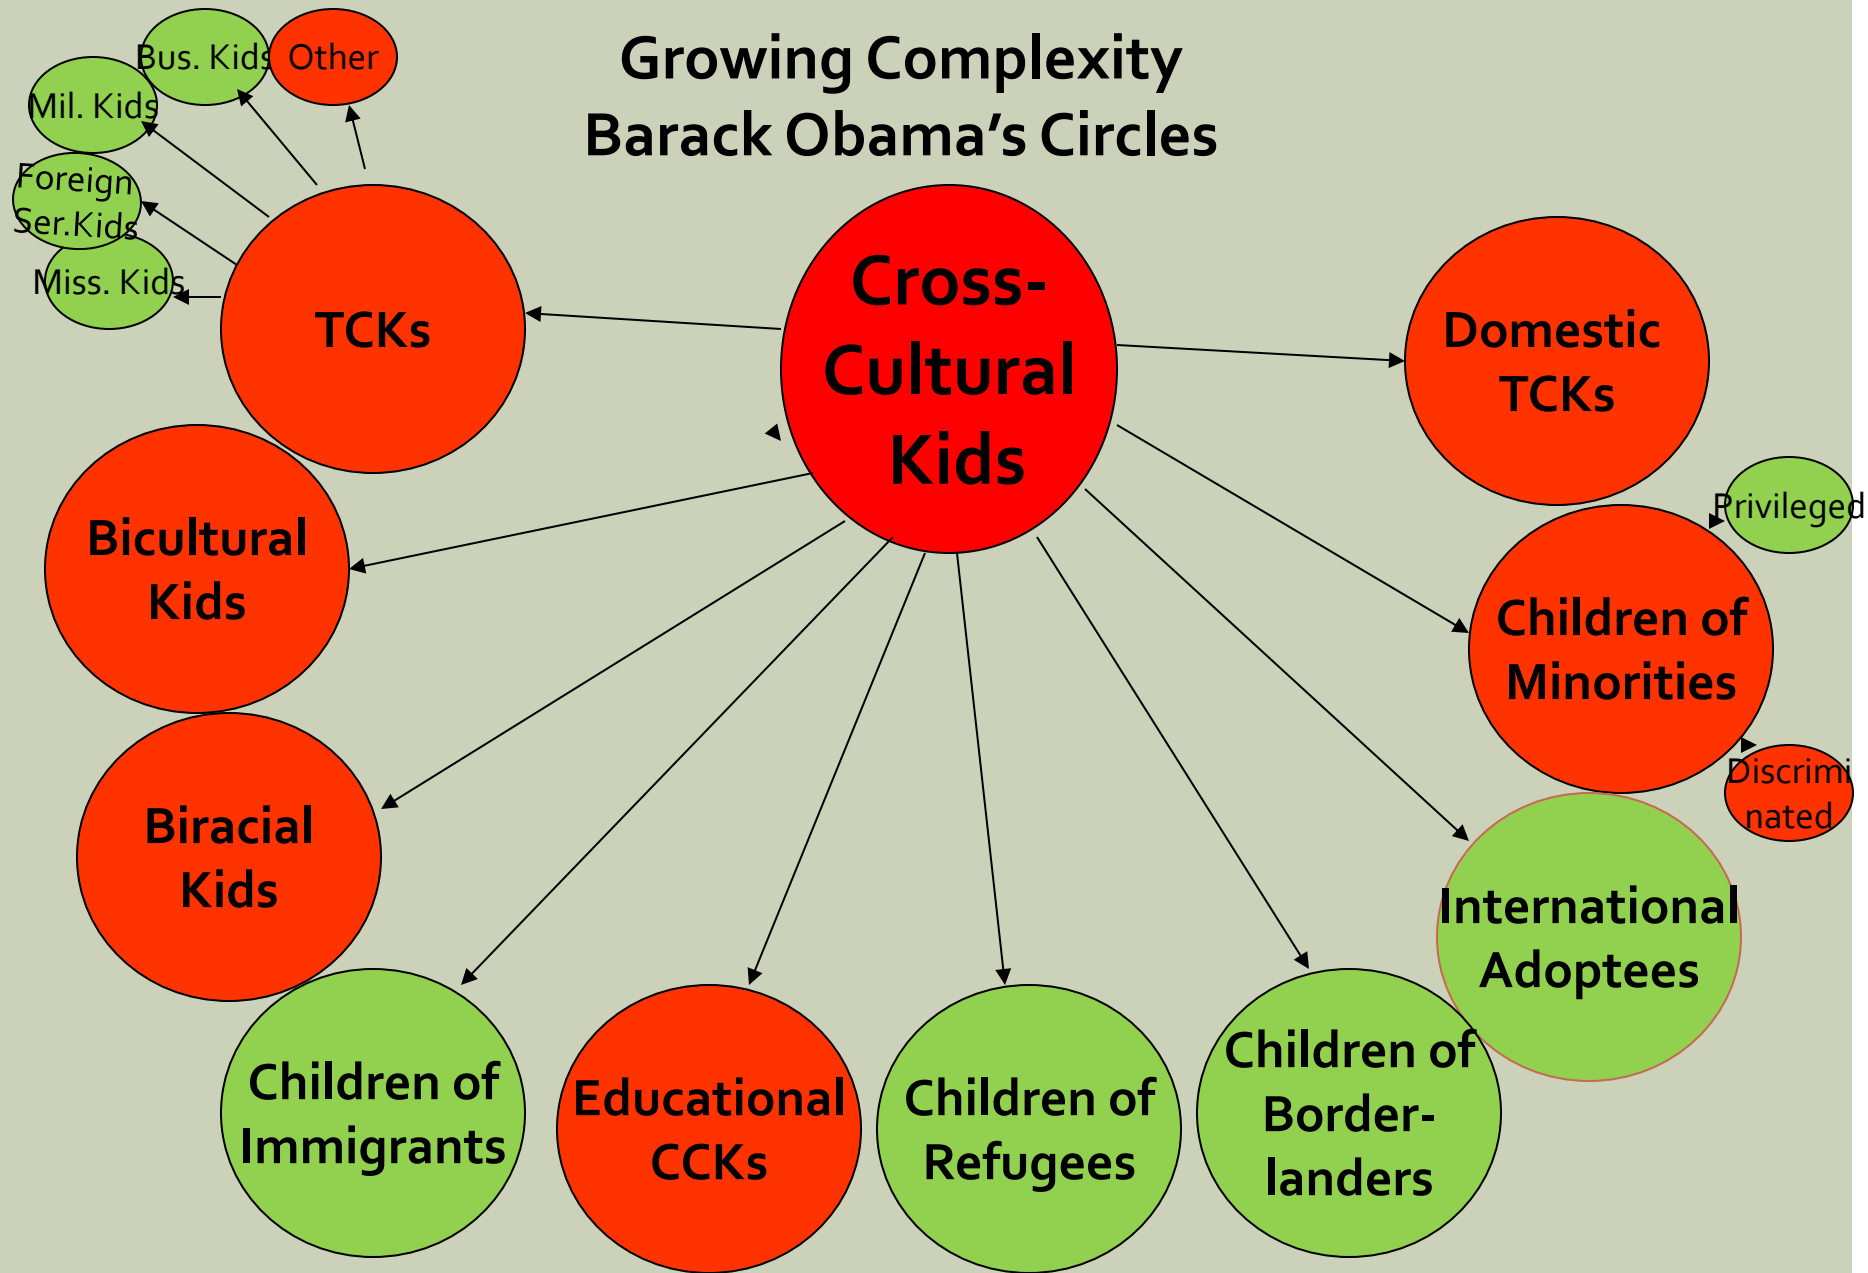 Growing Complexity
Barack Obama's Circles
Bus. Kids
Other
Mil. Kids
Foreign
Ser.Kids
Miss. Kids
TCKs
Cross-
Cultural
Kids
Domestic
TCKs
Privileged
Bicultural
Kids
Children of
Minorities
Discrimi
nated
Biracial
Kids
International
Adoptees
Children of
Immigrants
Educational
CCKs
Children of
Refugees
Children of
Border-
landers